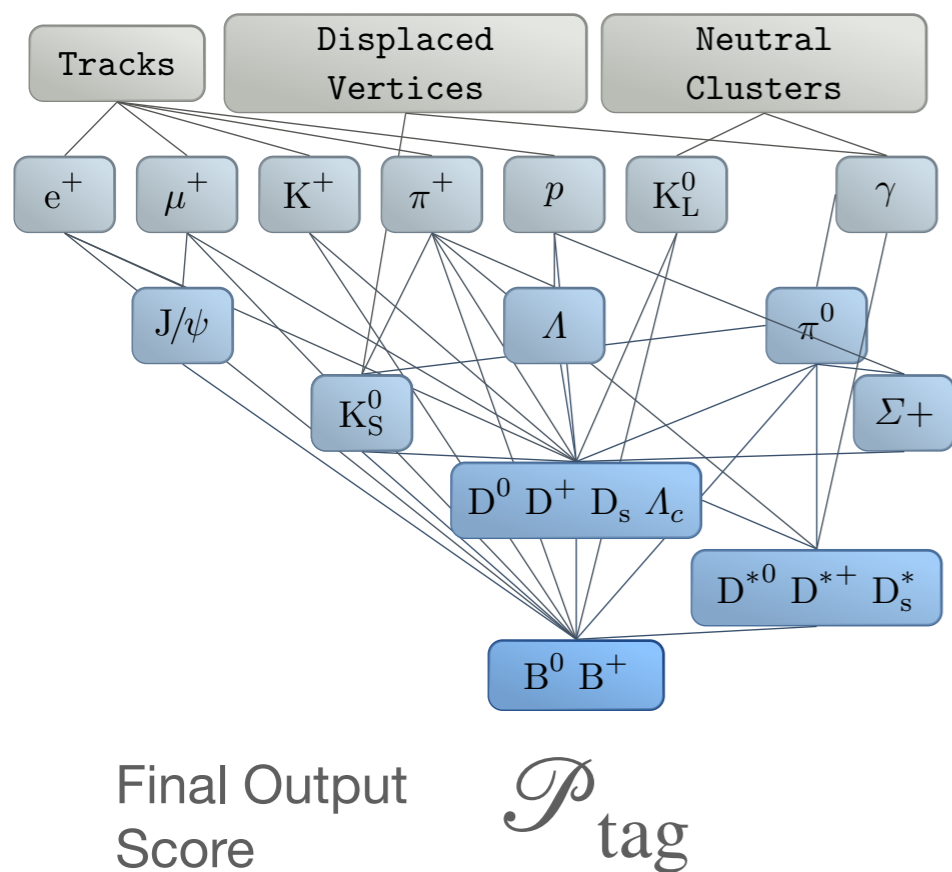 Tracks
Displaced
Vertices
Neutral
Clusters
e⁺
μ⁺
K⁺
π⁺
p
K⁰_L
γ
J/ψ
Λ
π⁰
K⁰_S
Σ+
D⁰ D⁺ D_s Λ_c
D*⁰ D*⁺ D*_s
B⁰ B⁺
Final Output
Score
𝒫_tag